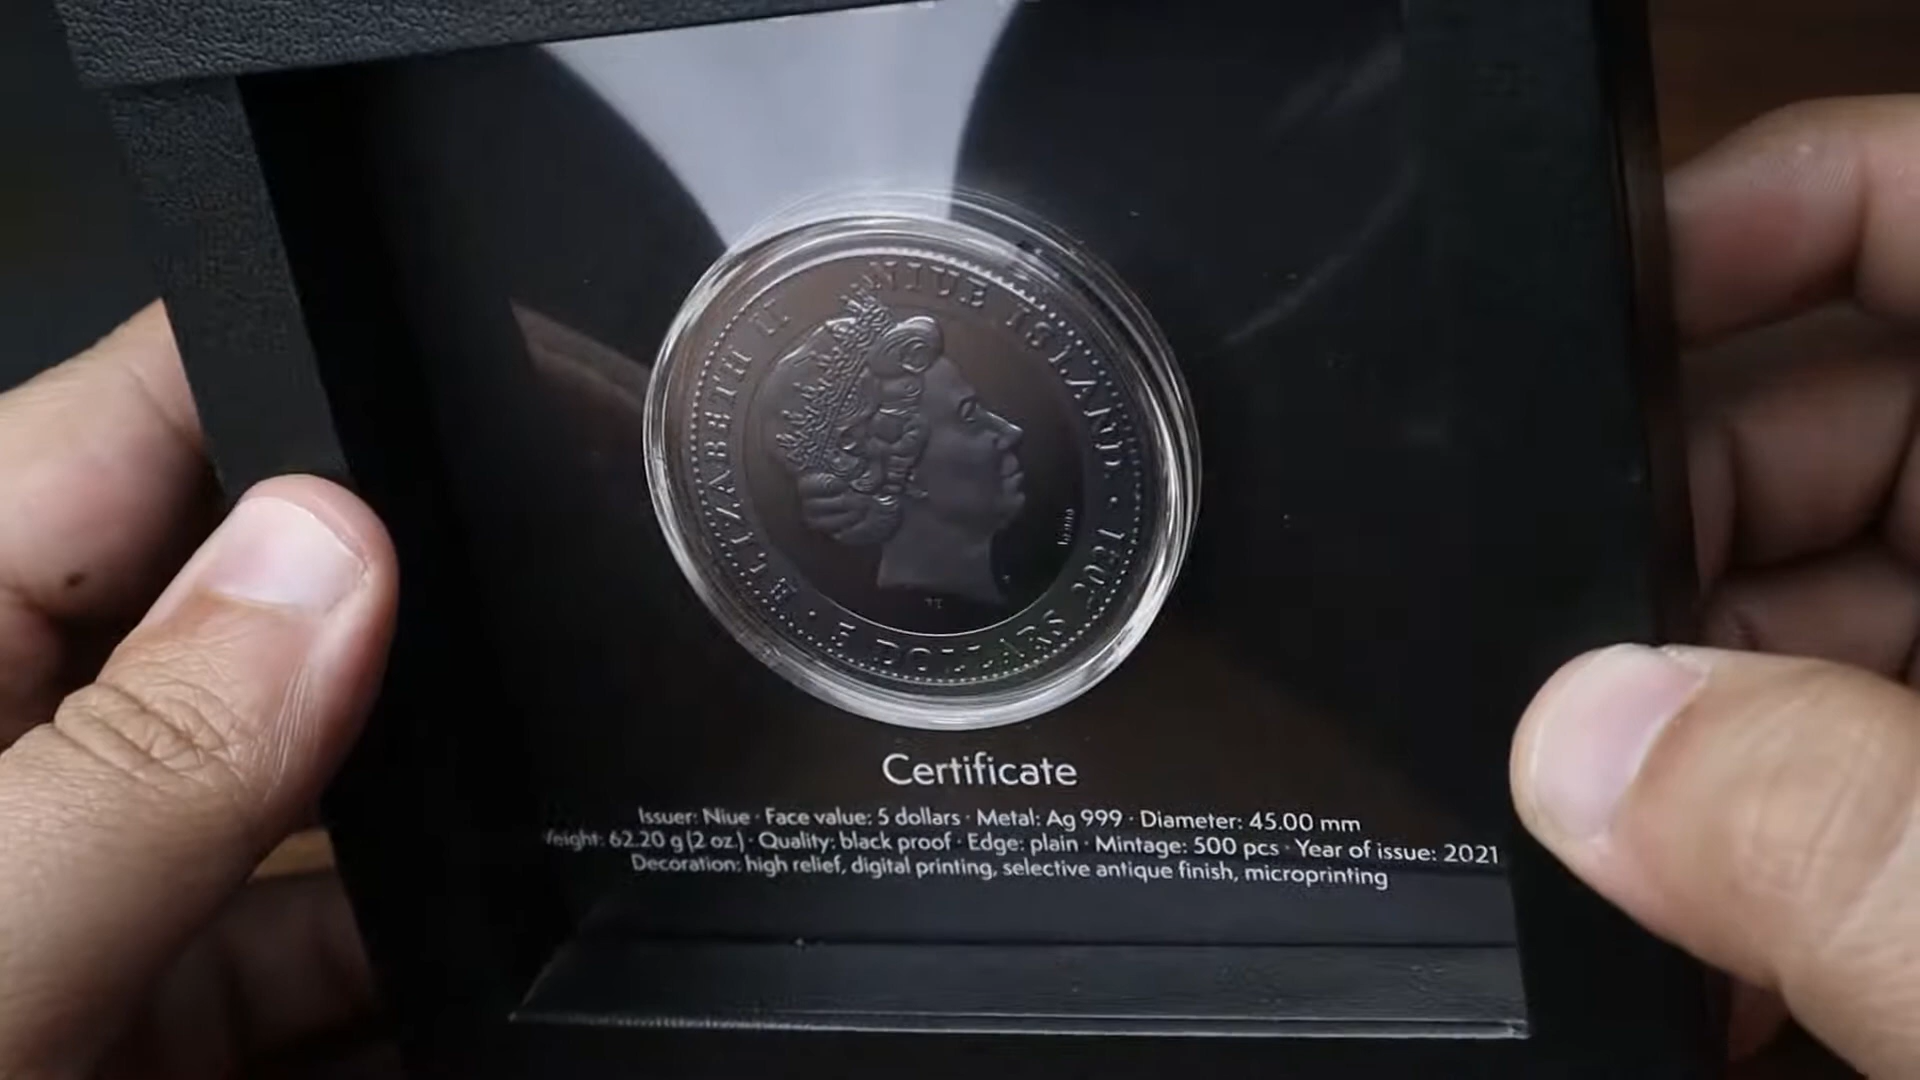 ELIZABETH II
NIUE ISLAND · 2021
· 5 DOLLARS
Certificate
Issuer: Niue · Face value: 5 dollars · Metal: Ag 999 · Diameter: 45.00 mm
62.20 g (2 oz.) · Quality: black proof · Edge: plain · Mintage: 500 pcs · Year of issue: 2021
Decoration: high relief, digital printing, selective antique finish, microprinting